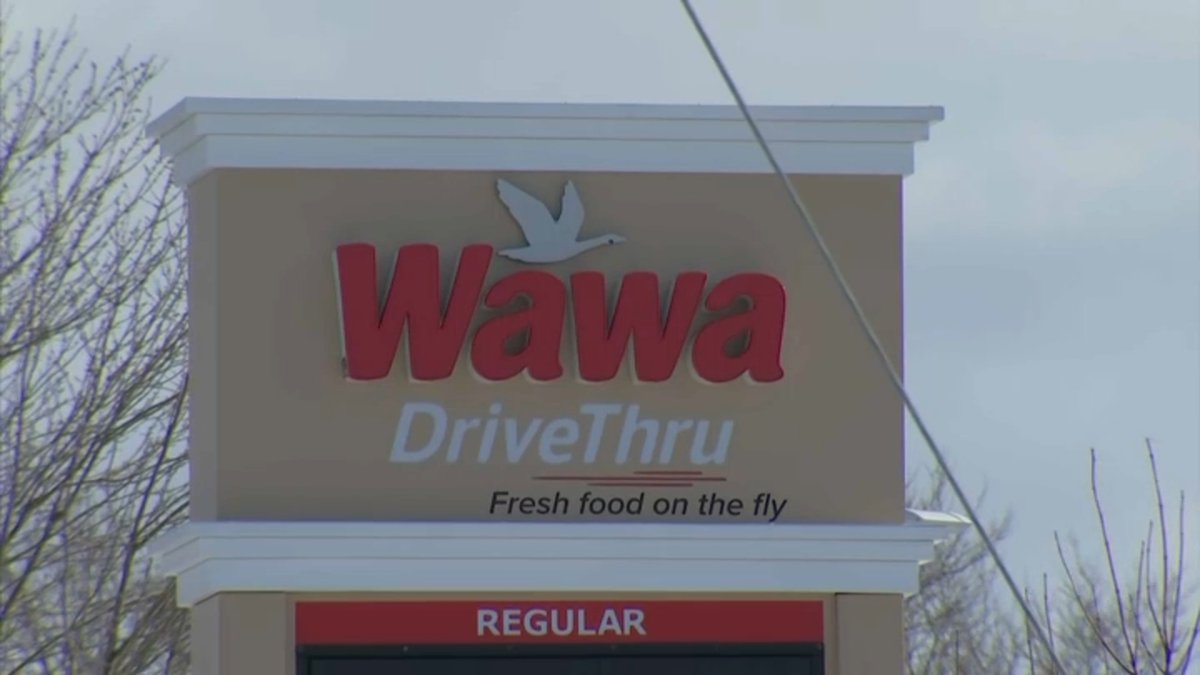 Wawa
DriveThru
Fresh food on the fly
REGULAR